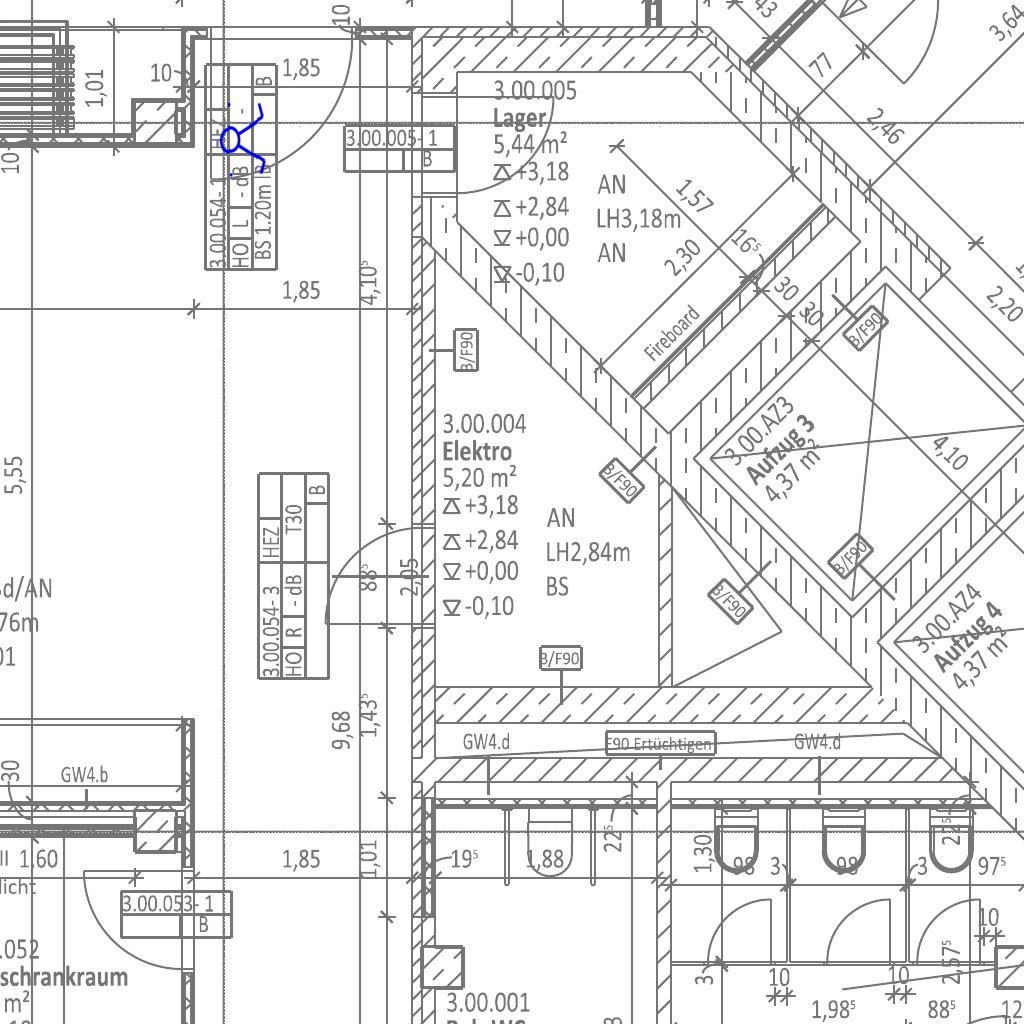 10
43
3,64
1,01
10
1,85
77
2,46
10
HEZ
B
3.00.054-
HO L - dB
BS 1.20m
3.00.005- 1
B
3.00.005
Lager
5,44 m²
+3,18
+2,84
+0,00
-0,10
AN
LH3,18m
AN
1,57
2,30
16⁵
30
30
Fireboard
2,20
1,85
4,10⁵
B/F90
B/F90
3.00.004
Elektro
5,20 m²
+3,18
+2,84
+0,00
-0,10
AN
LH2,84m
BS
5,55
3.00.AZ3
Aufzug 3
4,37 m²
4,10
B/F90
B/F90
B/F90
3.00.AZ4
Aufzug 4
4,37 m²
3.00.054- 3
HEZ
HO R - dB
T30
B
88⁵
2,05
d/AN
76m
01
B/F90
9,68
1,43⁵
GW4.d
F90 Ertüchtigen
GW4.d
30
GW4.b
1,60
1,85
1,01
19⁵
1,88
22⁵
1,30
98
3
98
3
22⁵
97⁵
licht
3.00.053- 1
B
.052
schrankraum
m²
3.00.001
3
10
10
10
2,57⁵
1,98⁵
88⁵
12